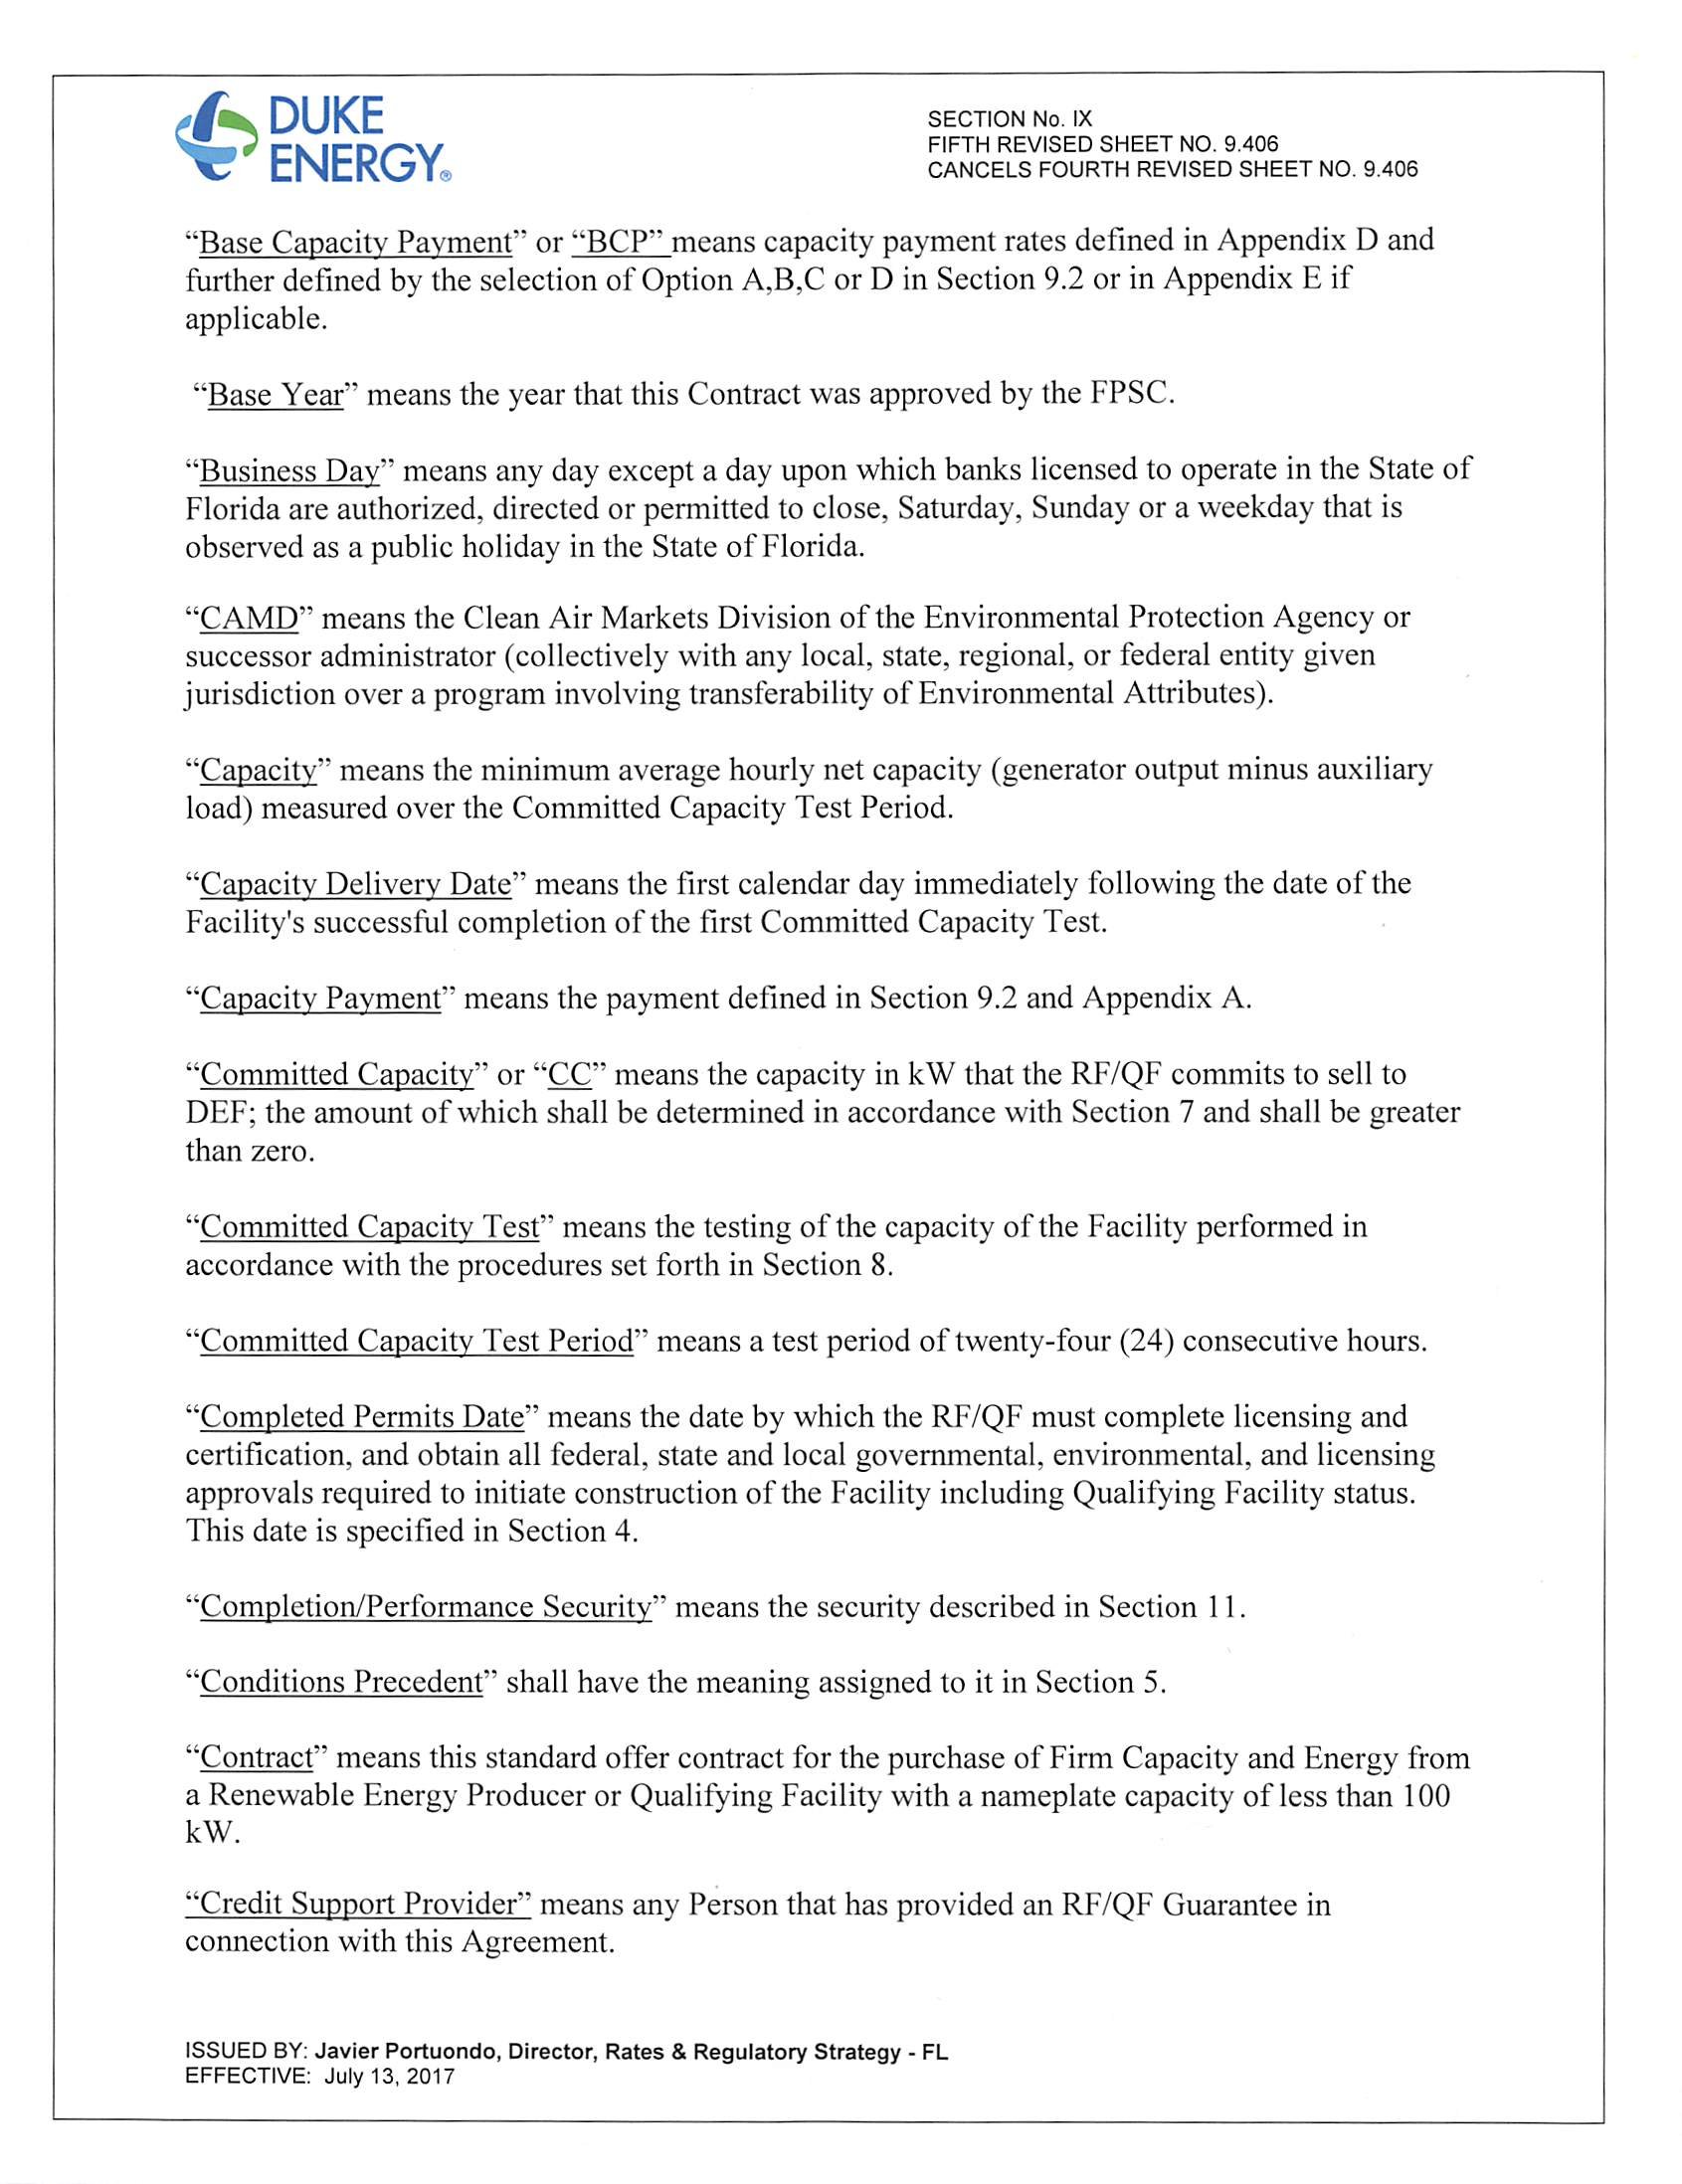 DUKE
ENERGY®
SECTION No. IX
FIFTH REVISED SHEET NO. 9.406
CANCELS FOURTH REVISED SHEET NO. 9.406
“Base Capacity Payment” or “BCP” means capacity payment rates defined in Appendix D and
further defined by the selection of Option A,B,C or D in Section 9.2 or in Appendix E if
applicable.
“Base Year” means the year that this Contract was approved by the FPSC.
“Business Day” means any day except a day upon which banks licensed to operate in the State of
Florida are authorized, directed or permitted to close, Saturday, Sunday or a weekday that is
observed as a public holiday in the State of Florida.
“CAMD” means the Clean Air Markets Division of the Environmental Protection Agency or
successor administrator (collectively with any local, state, regional, or federal entity given
jurisdiction over a program involving transferability of Environmental Attributes).
“Capacity” means the minimum average hourly net capacity (generator output minus auxiliary
load) measured over the Committed Capacity Test Period.
“Capacity Delivery Date” means the first calendar day immediately following the date of the
Facility's successful completion of the first Committed Capacity Test.
“Capacity Payment” means the payment defined in Section 9.2 and Appendix A.
“Committed Capacity” or “CC” means the capacity in kW that the RF/QF commits to sell to
DEF; the amount of which shall be determined in accordance with Section 7 and shall be greater
than zero.
“Committed Capacity Test” means the testing of the capacity of the Facility performed in
accordance with the procedures set forth in Section 8.
“Committed Capacity Test Period” means a test period of twenty-four (24) consecutive hours.
“Completed Permits Date” means the date by which the RF/QF must complete licensing and
certification, and obtain all federal, state and local governmental, environmental, and licensing
approvals required to initiate construction of the Facility including Qualifying Facility status.
This date is specified in Section 4.
“Completion/Performance Security” means the security described in Section 11.
“Conditions Precedent” shall have the meaning assigned to it in Section 5.
“Contract” means this standard offer contract for the purchase of Firm Capacity and Energy from
a Renewable Energy Producer or Qualifying Facility with a nameplate capacity of less than 100
kW.
“Credit Support Provider” means any Person that has provided an RF/QF Guarantee in
connection with this Agreement.
ISSUED BY: Javier Portuondo, Director, Rates & Regulatory Strategy - FL
EFFECTIVE: July 13, 2017